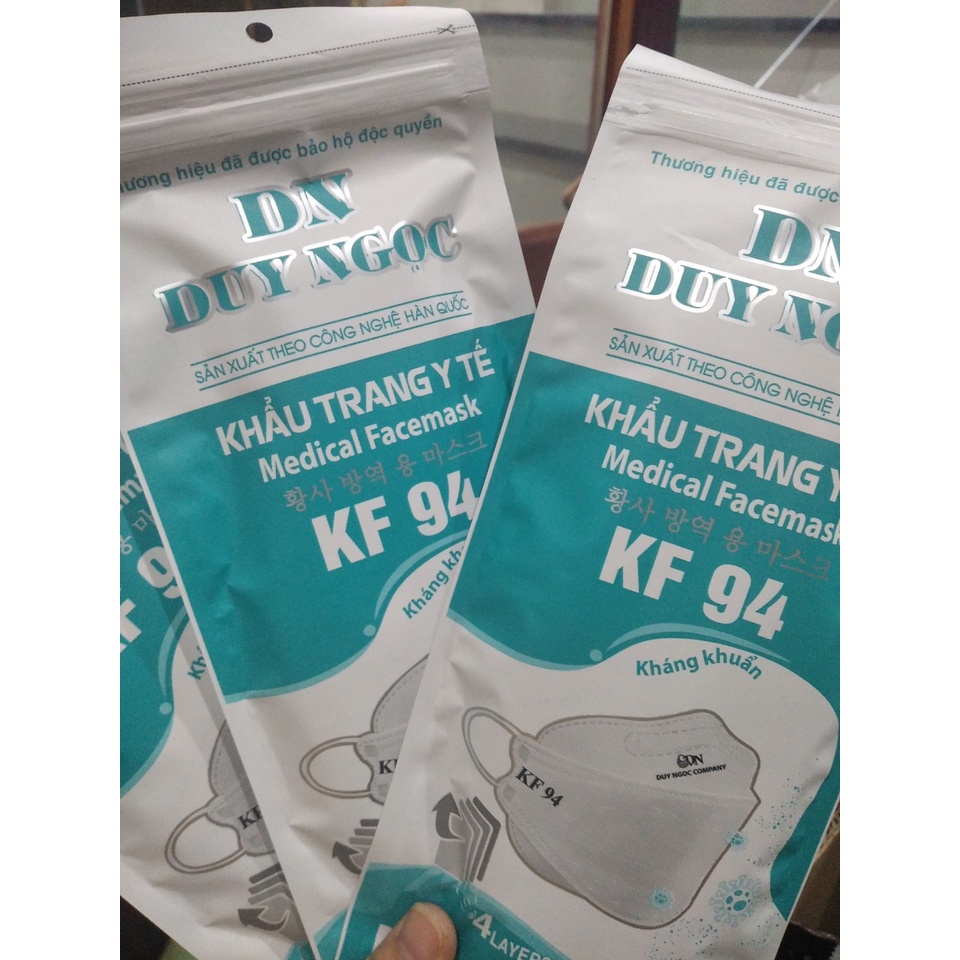 Thương hiệu đã được bảo hộ độc quyền
DN
DUY NGỌC
SẢN XUẤT THEO CÔNG NGHỆ HÀN QUỐC
KHẨU TRANG Y TẾ
Medical Facemask
황사 방역 용 마스크
KF 94
Kháng
Thương hiệu đã được
DN
DUY
SẢN XUẤT THEO CÔNG NGHỆ
KHẨU TRANG Y
Medical Facemask
황사 방역 용 마스크
KF 94
Kháng khuẩn
DN
DUY NGOC COMPANY
KF 94
4 LAYERS